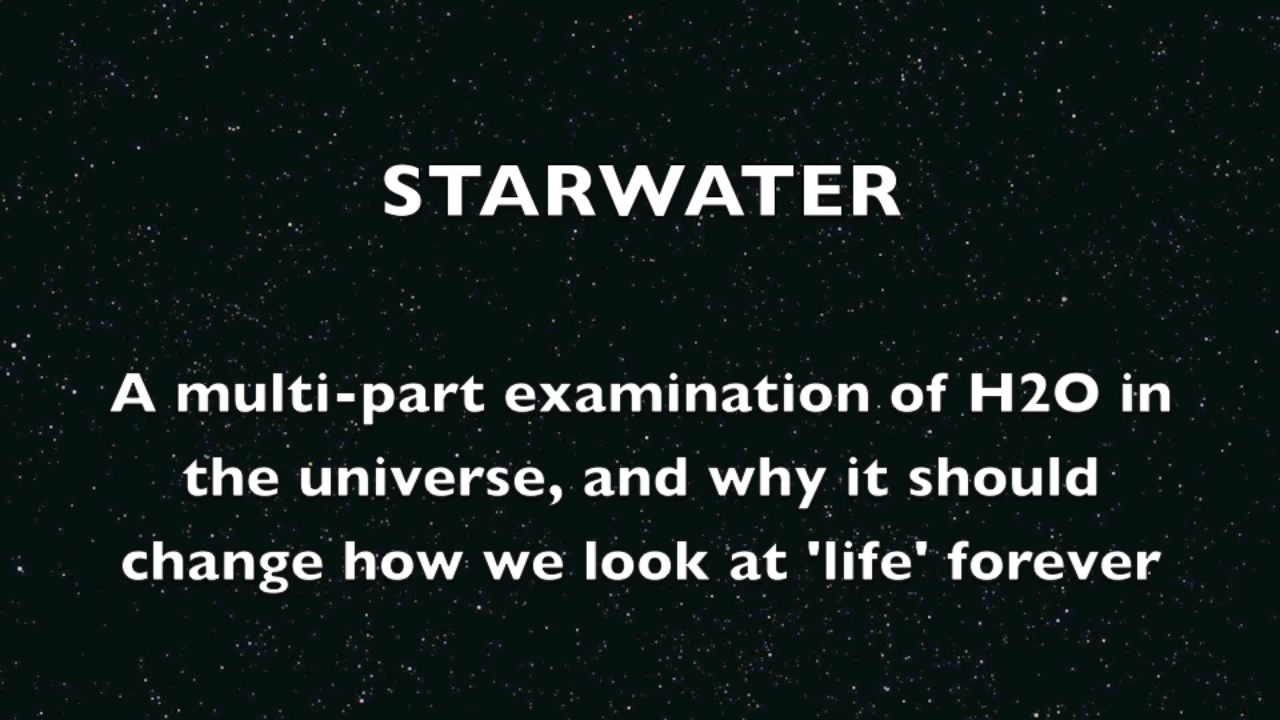 STARWATER
A multi-part examination of H2O in
the universe, and why it should
change how we look at 'life' forever